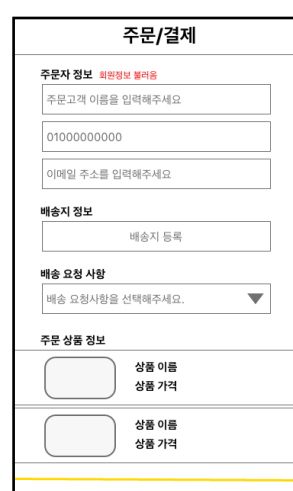 주문/결제
주문자 정보 회원정보 불러옴
주문고객 이름을 입력해주세요
01000000000
이메일 주소를 입력해주세요
배송지 정보
배송지 등록
배송 요청 사항
배송 요청사항을 선택해주세요.
주문 상품 정보
상품 이름
상품 가격
상품 이름
상품 가격